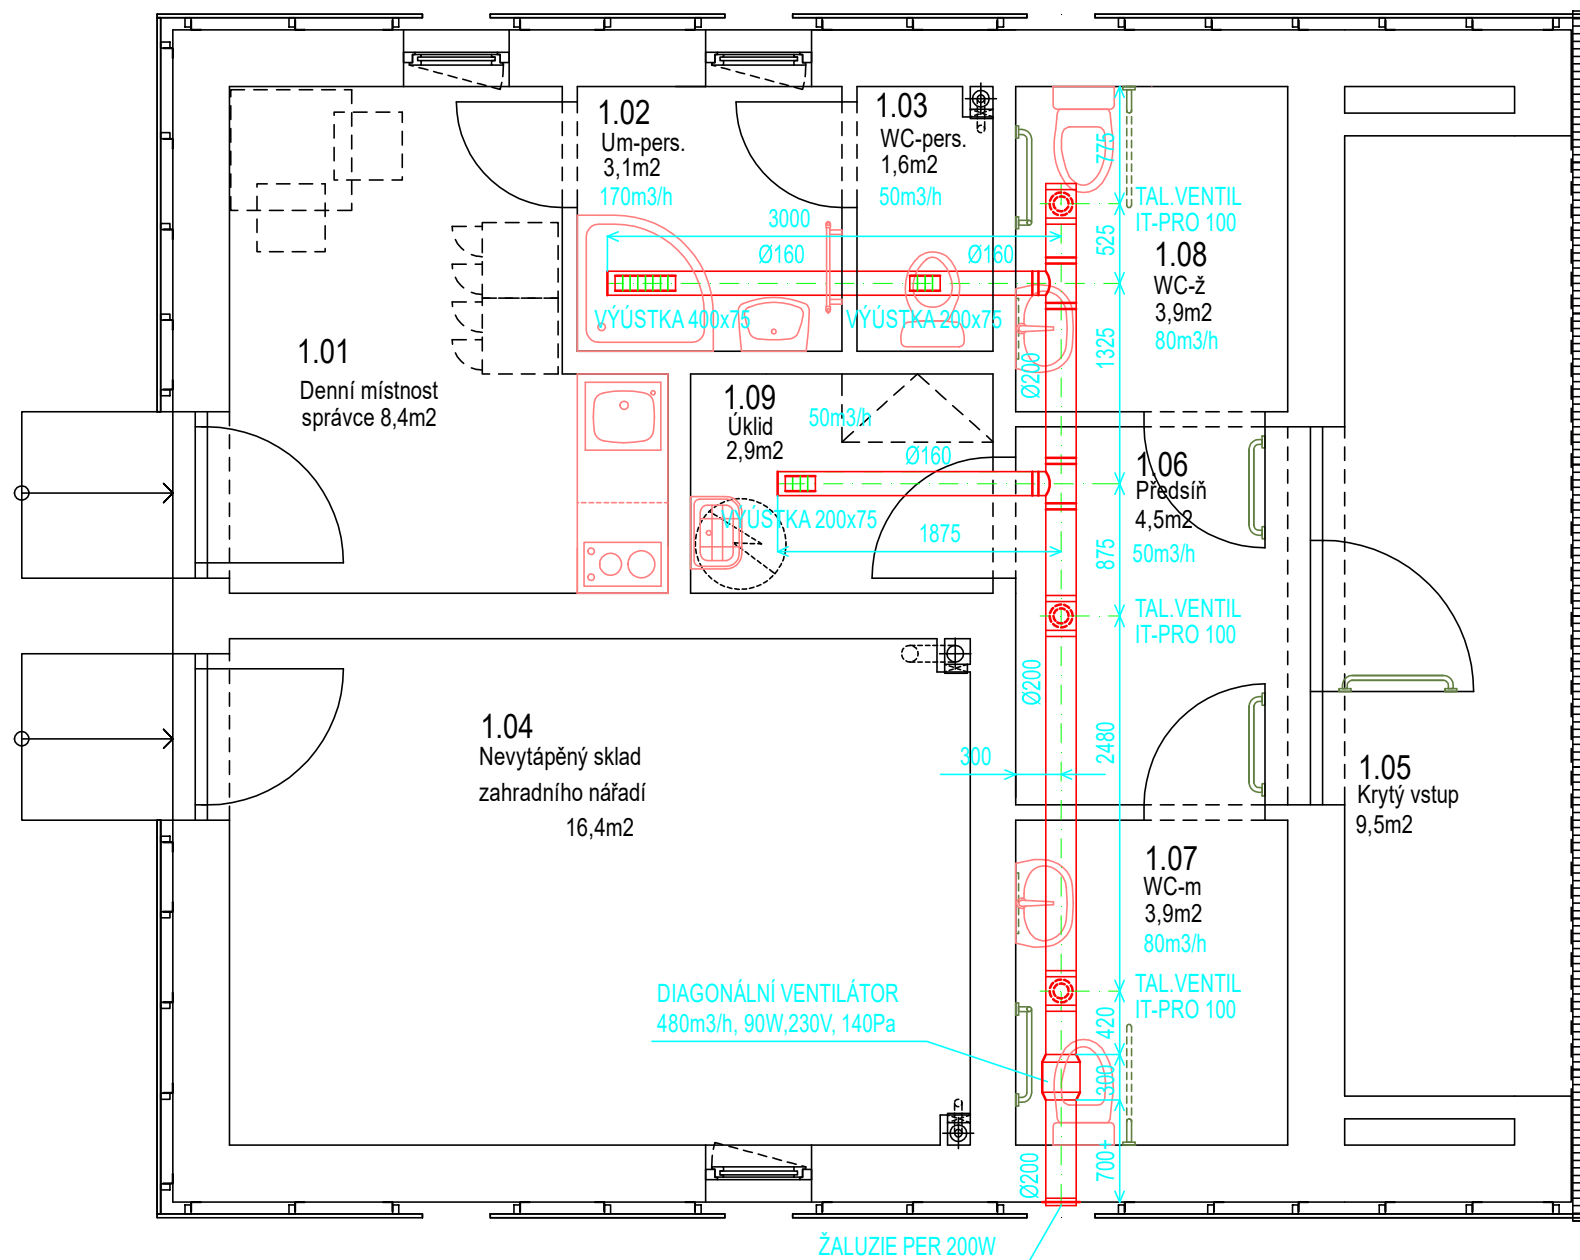 1.02
Um-pers.
3,1m2
170m3/h
1.03
WC-pers.
1,6m2
50m3/h
775
TAL.VENTIL
IT-PRO 100
3000
525
Ø160
Ø160
1.08
WC-ž
3,9m2
80m3/h
VÝÚSTKA 400x75
VÝÚSTKA 200x75
1325
Ø200
1.01
Denní místnost
správce 8,4m2
1.09
Úklid
2,9m2
50m3/h
Ø160
1.06
Předsíň
4,5m2
50m3/h
VÝÚSTKA 200x75
1875
875
TAL.VENTIL
IT-PRO 100
Ø200
1.04
Nevytápěný sklad
zahradního nářadí
16,4m2
2480
300
1.05
Krytý vstup
9,5m2
1.07
WC-m
3,9m2
80m3/h
DIAGONÁLNÍ VENTILÁTOR
480m3/h, 90W,230V, 140Pa
TAL.VENTIL
IT-PRO 100
420
300
700+
Ø200
ŽALUZIE PER 200W